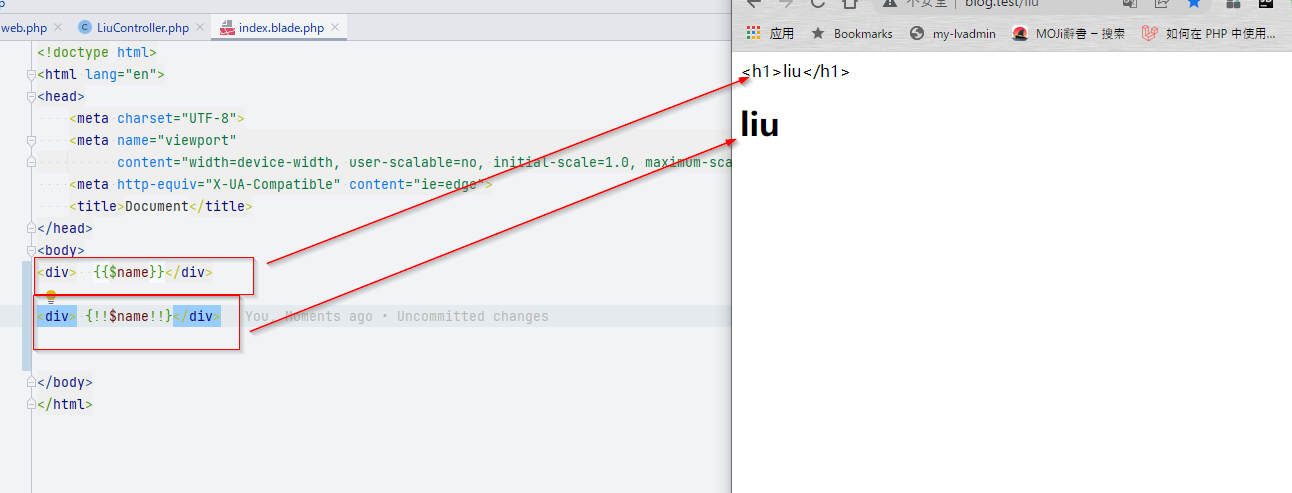 web.php LiuController.php index.blade.php
<!doctype html>
<html lang="en">
<head>
<meta charset="UTF-8">
<meta name="viewport"
content="width=device-width, user-scalable=no, initial-scale=1.0, maximum-sca
<meta http-equiv="X-UA-Compatible" content="ie=edge">
<title>Document</title>
</head>
<body>
<div> {{$name}}</div>
<div> {!!$name!!}</div> You, Moments ago • Uncommitted changes
</body>
</html>
不安全 | blog.test/liu
应用 Bookmarks my-lvadmin MOJi辭書 – 搜索 如何在 PHP 中使用...
<h1>liu</h1>
liu